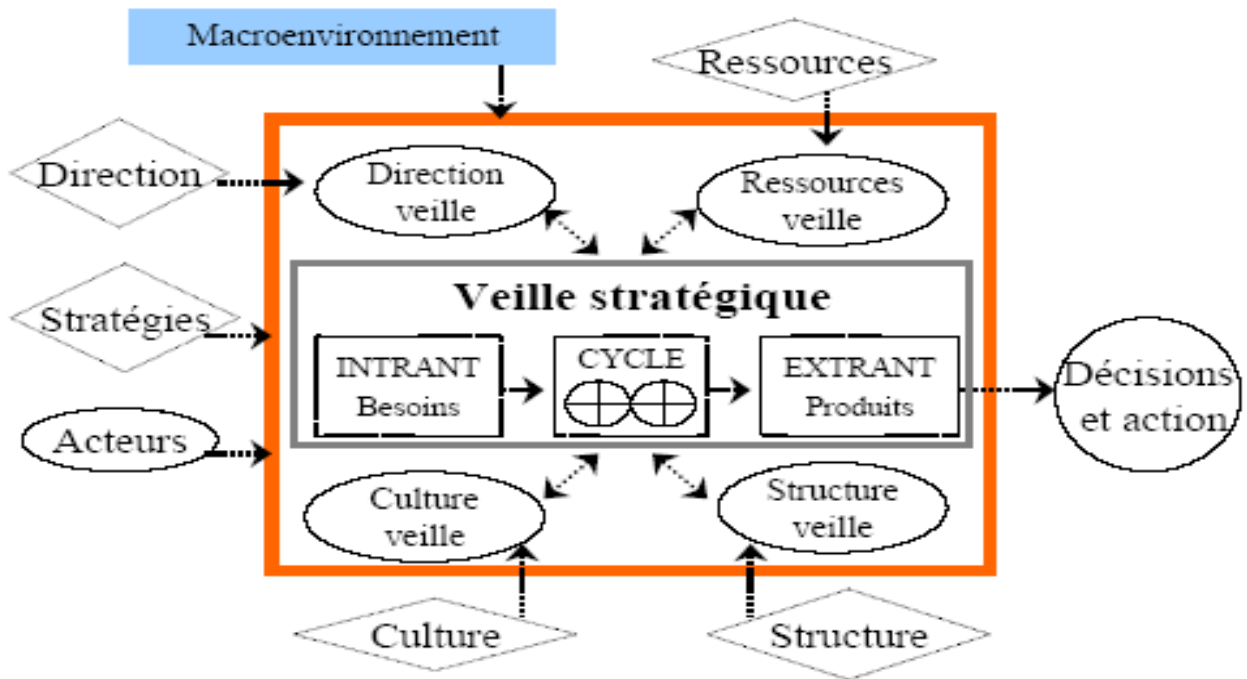 Macroenvironnement
Ressources
Direction
Direction
veille
Ressources
veille
Stratégies
Veille stratégique
INTRANT
Besoins
CYCLE
EXTRANT
Produits
Décisions
et action
Acteurs
Culture
veille
Structure
veille
Culture
Structure